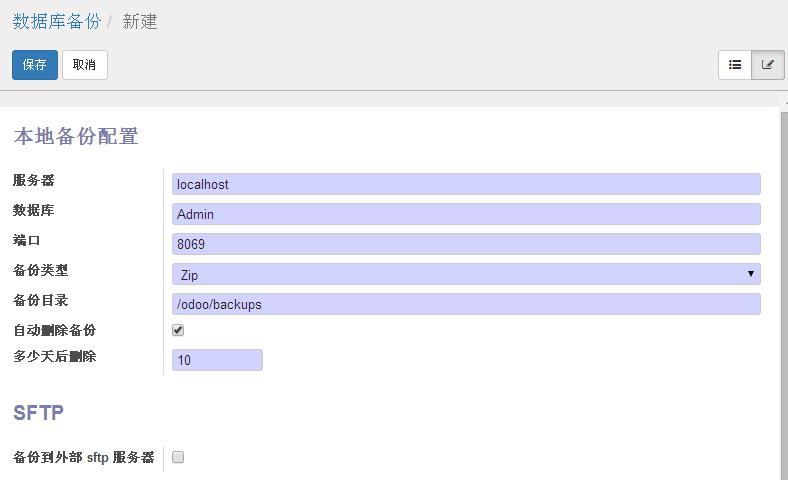 数据库备份 / 新建
保存 取消
本地备份配置
服务器 localhost
数据库 Admin
端口 8069
备份类型 Zip
备份目录 /odoo/backups
自动删除备份
多少天后删除 10
SFTP
备份到外部 sftp 服务器